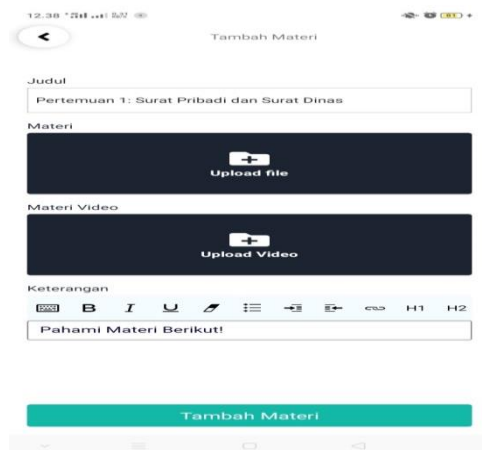 12.38
Tambah Materi
Judul
Pertemuan 1: Surat Pribadi dan Surat Dinas
Materi
Upload file
Materi Video
Upload Video
Keterangan
B I U H1 H2
Pahami Materi Berikut!
Tambah Materi